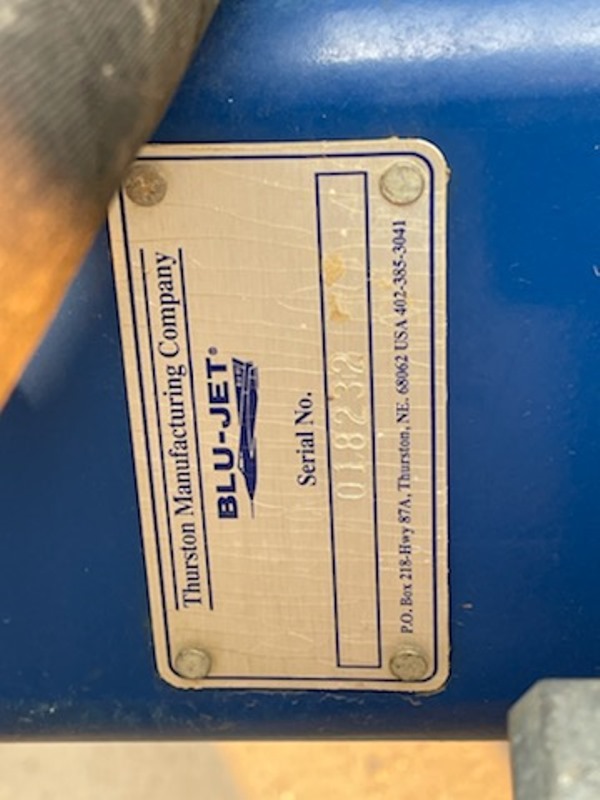 Thurston Manufacturing Company
BLU-JET®
Serial No.
018232
P.O. Box 218-Hwy 87A, Thurston, NE. 68062 USA 402-385-3041